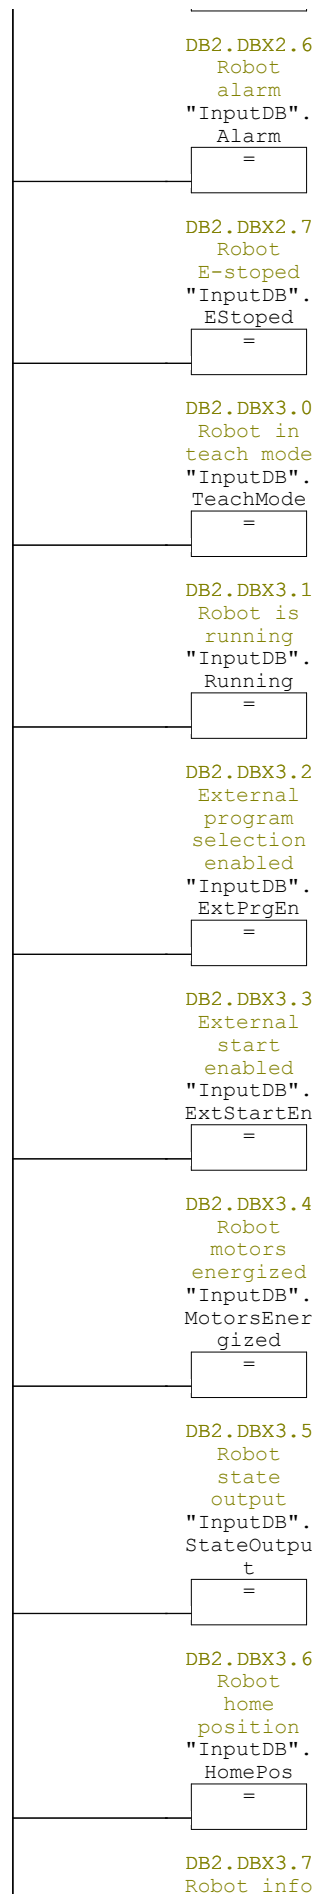 DB2.DBX2.6
Robot
alarm
"InputDB".
Alarm
=
DB2.DBX2.7
Robot
E-stoped
"InputDB".
EStoped
=
DB2.DBX3.0
Robot in
teach mode
"InputDB".
TeachMode
=
DB2.DBX3.1
Robot is
running
"InputDB".
Running
=
DB2.DBX3.2
External
program
selection
enabled
"InputDB".
ExtPrgEn
=
DB2.DBX3.3
External
start
enabled
"InputDB".
ExtStartEn
=
DB2.DBX3.4
Robot
motors
energized
"InputDB".
MotorsEner
gized
=
DB2.DBX3.5
Robot
state
output
"InputDB".
StateOutpu
t
=
DB2.DBX3.6
Robot
home
position
"InputDB".
HomePos
=
DB2.DBX3.7
Robot info